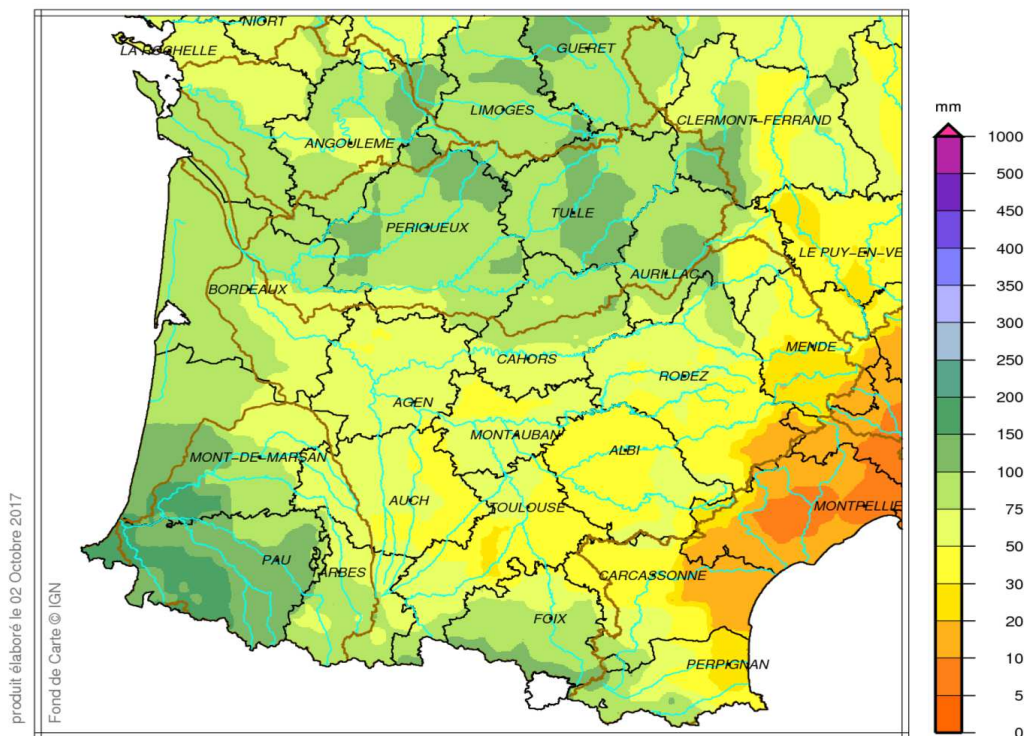 NIORT
LA ROCHELLE
GUERET
LIMOGES
CLERMONT-FERRAND
ANGOULEME
PERIGUEUX
TULLE
LE PUY-EN-VE
AURILLAC
BORDEAUX
MENDE
CAHORS
RODEZ
AGEN
MONTAUBAN
ALBI
MONT-DE-MARSAN
AUCH
TOULOUSE
MONTPELLIE
PAU
ARBES
CARCASSONNE
FOIX
PERPIGNAN
mm
1000
500
450
400
350
300
250
200
150
100
75
50
30
20
10
5
0
produit élaboré le 02 Octobre 2017
Fond de Carte © IGN